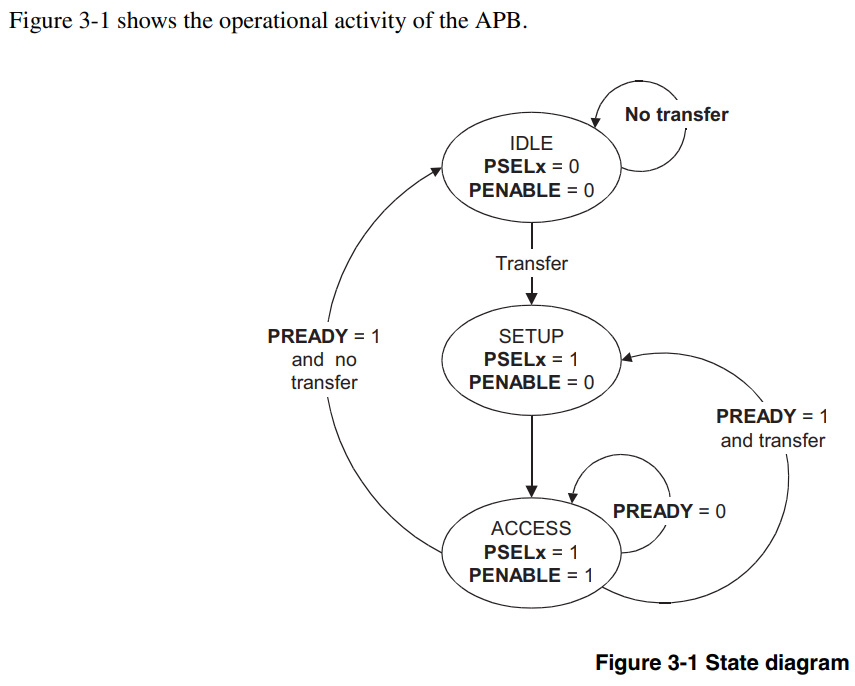 Figure 3-1 shows the operational activity of the APB.
No transfer
IDLE
PSELx = 0
PENABLE = 0
Transfer
PREADY = 1
and no
transfer
SETUP
PSELx = 1
PENABLE = 0
PREADY = 1
and transfer
PREADY = 0
ACCESS
PSELx = 1
PENABLE = 1
Figure 3-1 State diagram